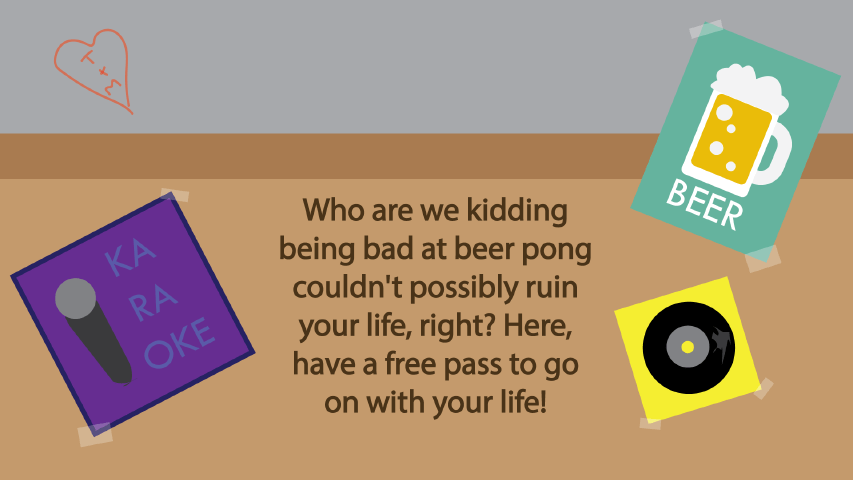 T + M
BEER
KA
RA
OKE
Who are we kidding
being bad at beer pong
couldn't possibly ruin
your life, right? Here,
have a free pass to go
on with your life!